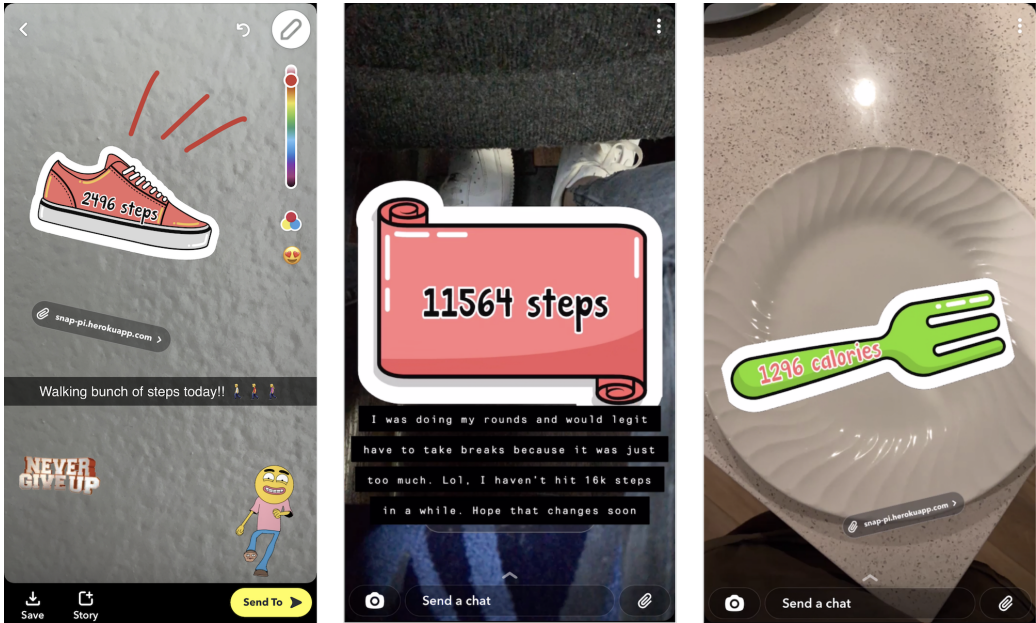 2496 steps
snap-pi.herokuapp.com
Walking bunch of steps today!!
NEVER
GIVE UP
Save
Story
Send To
11564 steps
I was doing my rounds and would legit
have to take breaks because it was just
too much. Lol, I haven't hit 16k steps
in a while. Hope that changes soon
Send a chat
1296 calories
snap-pi.herokuapp.com
Send a chat